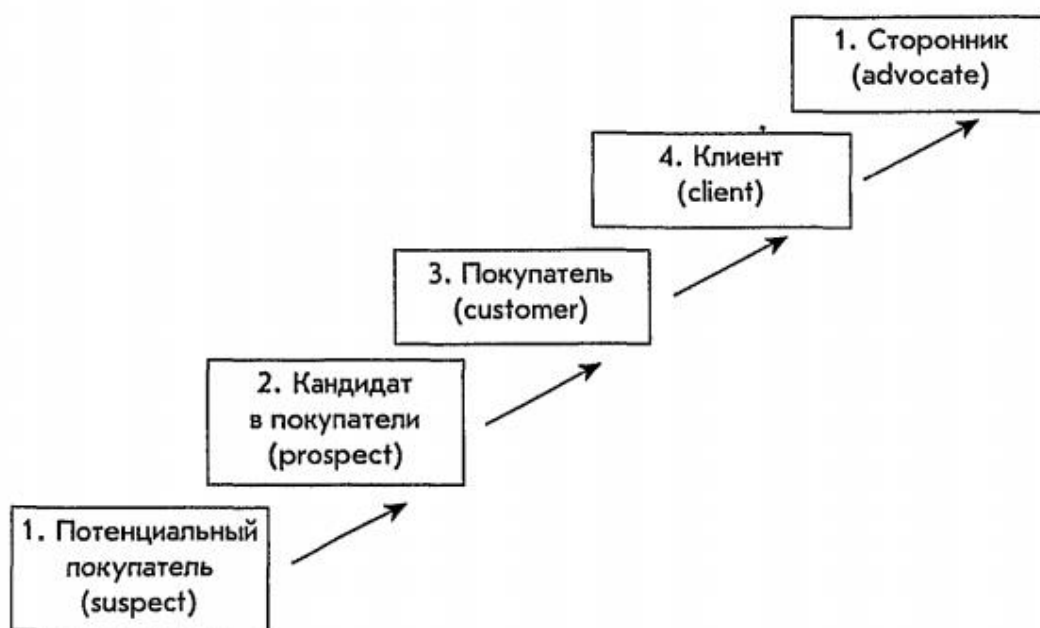 1. Сторонник
(advocate)
4. Клиент
(client)
3. Покупатель
(customer)
2. Кандидат
в покупатели
(prospect)
1. Потенциальный
покупатель
(suspect)